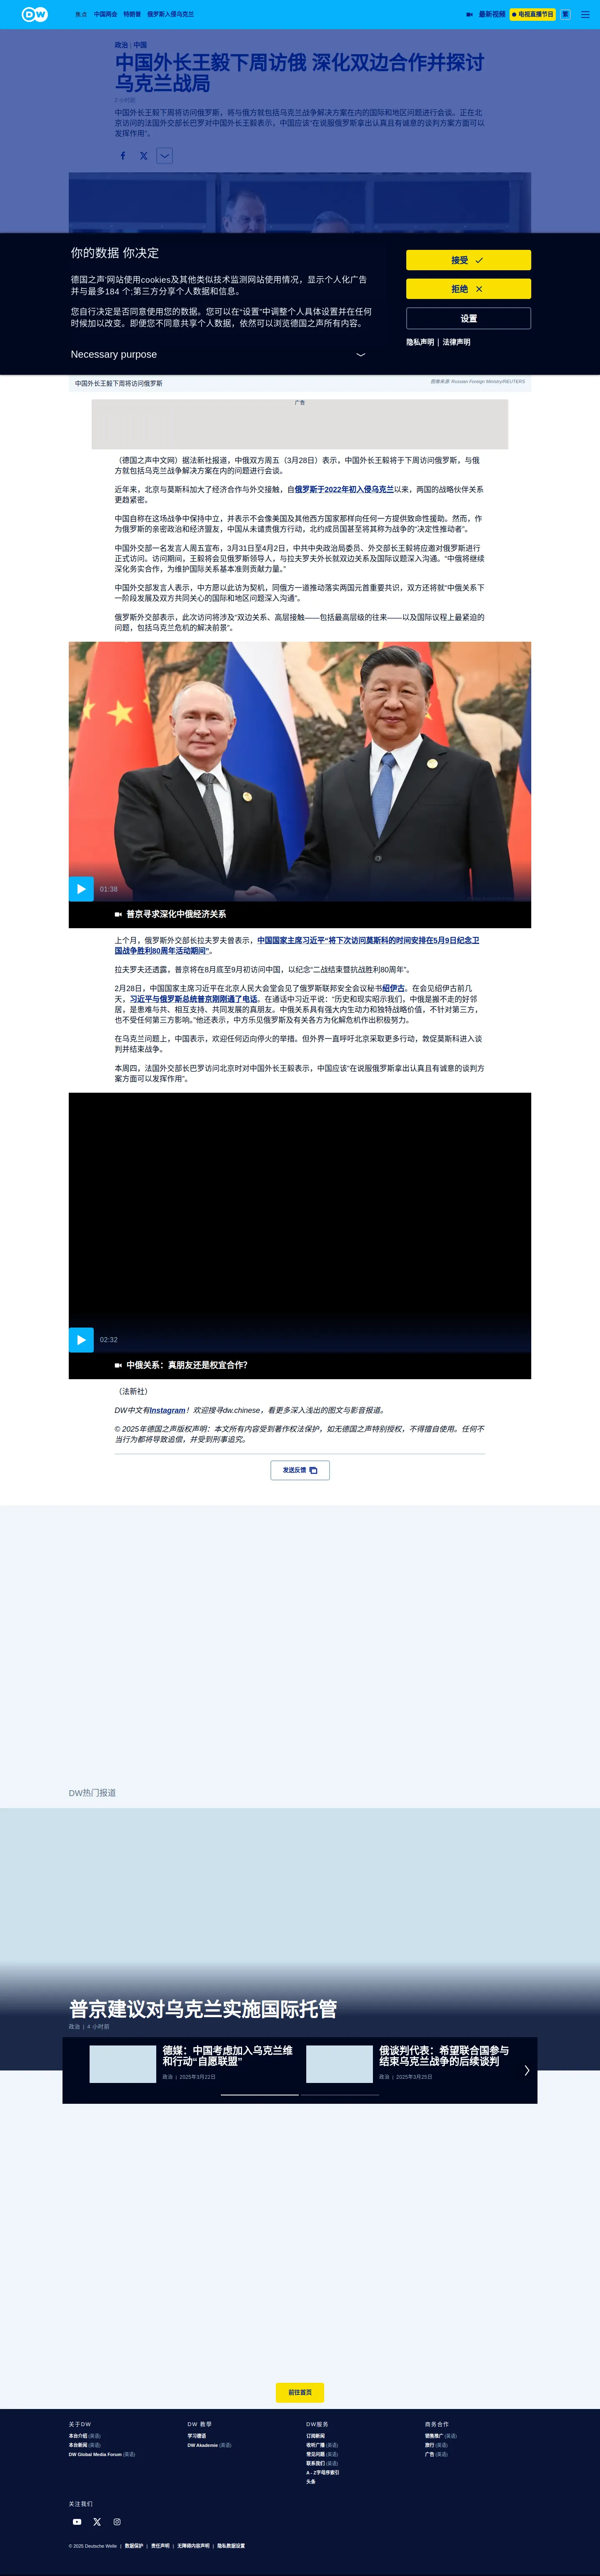 DW
焦点 中国两会 特朗普 俄罗斯入侵乌克兰
最新视频 电视直播节目 繁
政治 | 中国
中国外长王毅下周访俄 深化双边合作并探讨
乌克兰战局
中国外长王毅下周将访问俄罗斯，将与俄方就包括乌克兰战争解决方案在内的国际和地区问题进行会谈。正在北
京访问的法国外交部长巴罗对中国外长王毅表示，中国应该“在说服俄罗斯拿出认真且有诚意的谈判方案方面可以
发挥作用”。
你的数据 你决定
德国之声'网站使用cookies及其他类似技术监测网站使用情况，显示个人化广告
并与最多184 个;第三方分享个人数据和信息。
您自行决定是否同意使用您的数据。您可以在“设置”中调整个人具体设置并在任何
时候加以改变。即便您不同意共享个人数据，依然可以浏览德国之声所有内容。
Necessary purpose
接受
拒绝
设置
隐私声明 | 法律声明
中国外长王毅下周将访问俄罗斯
图像来源: Russian Foreign Ministry/REUTERS
广告
（德国之声中文网）据法新社报道，中俄双方周五（3月28日）表示，中国外长王毅将于下周访问俄罗斯，与俄
方就包括乌克兰战争解决方案在内的问题进行会谈。
近年来，北京与莫斯科加大了经济合作与外交接触，自俄罗斯于2022年初入侵乌克兰以来，两国的战略伙伴关系
更趋紧密。
中国自称在这场战争中保持中立，并表示不会像美国及其他西方国家那样向任何一方提供致命性援助。然而，作
为俄罗斯的亲密政治和经济盟友，中国从未谴责俄方行动，北约成员国甚至将其称为战争的“决定性推动者”。
中国外交部一名发言人周五宣布，3月31日至4月2日，中共中央政治局委员、外交部长王毅将应邀对俄罗斯进行
正式访问。访问期间，王毅将会见俄罗斯领导人，与拉夫罗夫外长就双边关系及国际议题深入沟通。“中俄将继续
深化务实合作，为维护国际关系基本准则贡献力量。”
中国外交部发言人表示，中方愿以此访为契机，同俄方一道推动落实两国元首重要共识，双方还将就“中俄关系下
一阶段发展及双方共同关心的国际和地区问题深入沟通”。
俄罗斯外交部表示，此次访问将涉及“双边关系、高层接触——包括最高层级的往来——以及国际议程上最紧迫的
问题，包括乌克兰危机的解决前景”。
01:38
普京寻求深化中俄经济关系
上个月，俄罗斯外交部长拉夫罗夫曾表示，中国国家主席习近平“将下次访问莫斯科的时间安排在5月9日纪念卫
国战争胜利80周年活动期间”。
拉夫罗夫还透露，普京将在8月底至9月初访问中国，以纪念“二战结束暨抗战胜利80周年”。
2月28日，中国国家主席习近平在北京人民大会堂会见了俄罗斯联邦安全会议秘书绍伊古。在会见绍伊古前几
天，习近平与俄罗斯总统普京刚刚通了电话。在通话中习近平说：“历史和现实昭示我们，中俄是搬不走的好邻
居，是患难与共、相互支持、共同发展的真朋友。中俄关系具有强大内生动力和独特战略价值，不针对第三方，
也不受任何第三方影响。”他还表示，中方乐见俄罗斯及有关各方为化解危机作出积极努力。
在乌克兰问题上，中国表示，欢迎任何迈向停火的举措。但外界一直呼吁北京采取更多行动，敦促莫斯科进入谈
判并结束战争。
本周四，法国外交部长巴罗访问北京时对中国外长王毅表示，中国应该“在说服俄罗斯拿出认真且有诚意的谈判方
案方面可以发挥作用”。
02:32
中俄关系：真朋友还是权宜合作？
（法新社）
DW中文有Instagram！欢迎搜寻dw.chinese，看更多深入浅出的图文与影音报道。
© 2025年德国之声版权声明：本文所有内容受到著作权法保护，如无德国之声特别授权，不得擅自使用。任何不
当行为都将导致追偿，并受到刑事追究。
发送反馈
DW热门报道
普京建议对乌克兰实施国际托管
政治 | 4 小时前
德媒：中国考虑加入乌克兰维
和行动“自愿联盟”
政治 | 2025年3月22日
俄谈判代表：希望联合国参与
结束乌克兰战争的后续谈判
政治 | 2025年3月25日
前往首页
关于DW
本台介绍 (英语)
本台新闻 (英语)
DW Global Media Forum (英语)
DW 教學
学习德语
DW Akademie (英语)
DW服务
订阅新闻
收听广播 (英语)
常见问题 (英语)
联系我们 (英语)
A - Z字母序索引
头条
商务合作
销售推广 (英语)
旅行 (英语)
广告 (英语)
关注我们
© 2025 Deutsche Welle | 数据保护 | 责任声明 | 无障碍内容声明 | 隐私数据设置